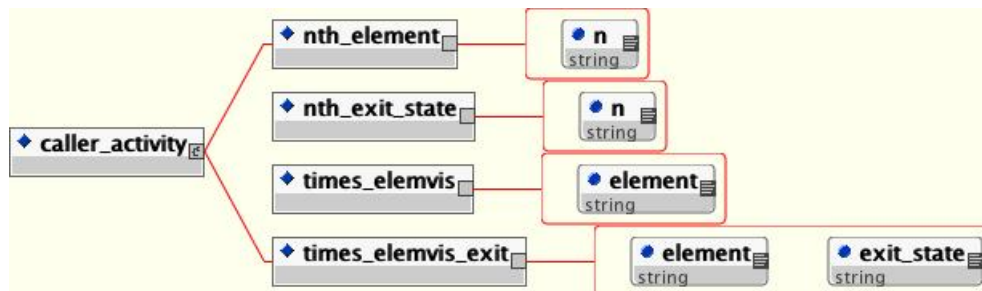 nth_element
n
string
nth_exit_state
n
string
caller_activity
times_elemvis
element
string
times_elemvis_exit
element
exit_state
string
string